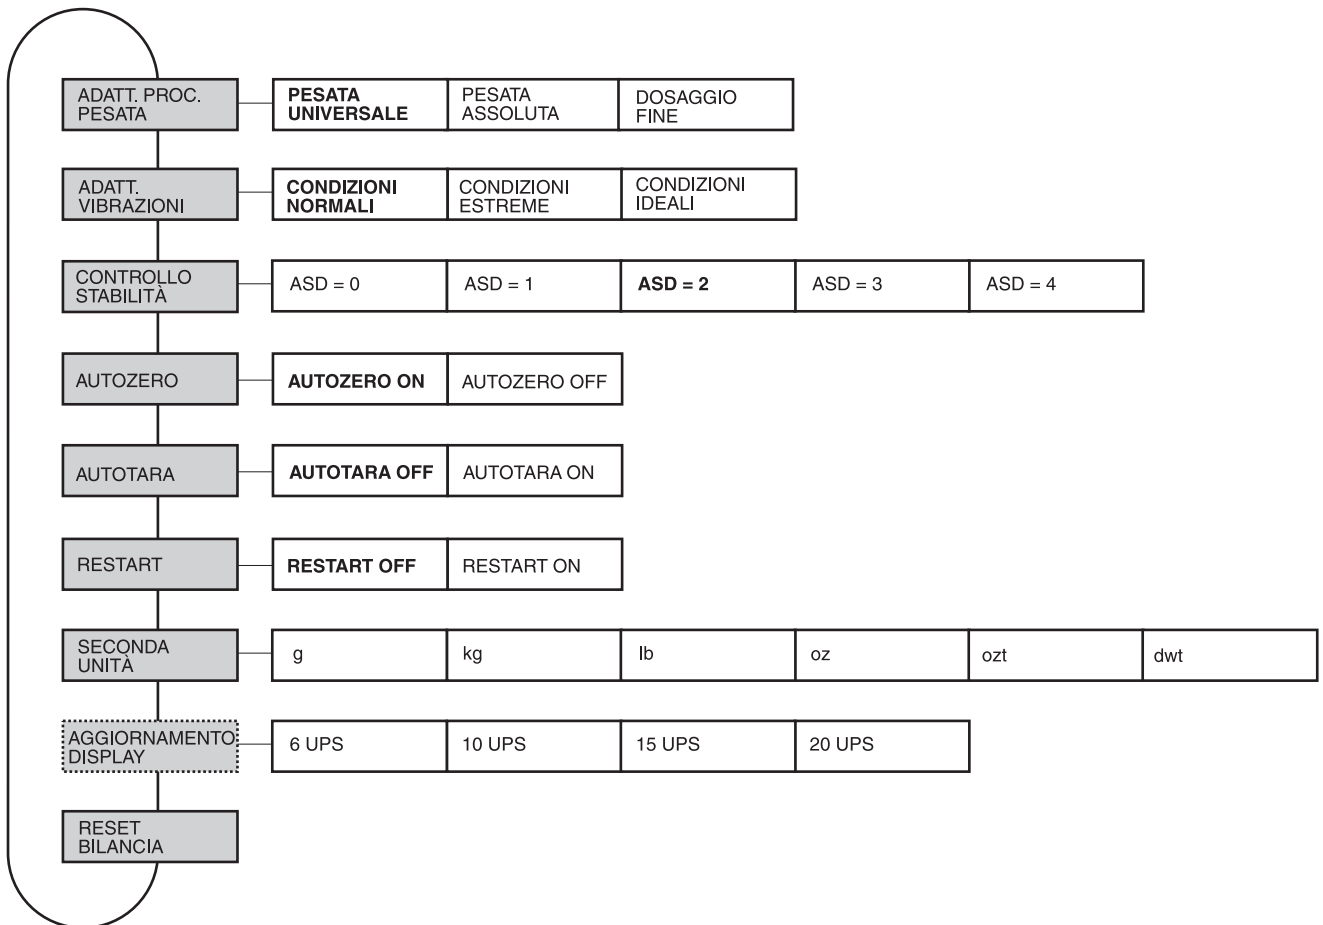 ADATT. PROC.
PESATA
PESATA
UNIVERSALE
PESATA
ASSOLUTA
DOSAGGIO
FINE
ADATT.
VIBRAZIONI
CONDIZIONI
NORMALI
CONDIZIONI
ESTREME
CONDIZIONI
IDEALI
CONTROLLO
STABILITÀ
ASD = 0
ASD = 1
ASD = 2
ASD = 3
ASD = 4
AUTOZERO
AUTOZERO ON
AUTOZERO OFF
AUTOTARA
AUTOTARA OFF
AUTOTARA ON
RESTART
RESTART OFF
RESTART ON
SECONDA
UNITÀ
g
kg
lb
oz
ozt
dwt
AGGIORNAMENTO
DISPLAY
6 UPS
10 UPS
15 UPS
20 UPS
RESET
BILANCIA